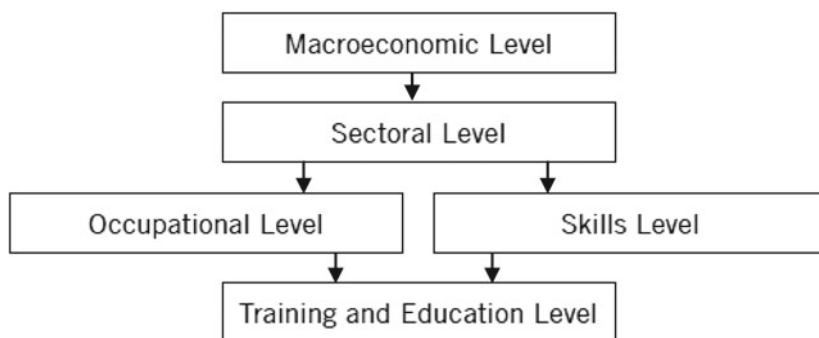 Macroeconomic Level
Sectoral Level
Occupational Level
Skills Level
Training and Education Level